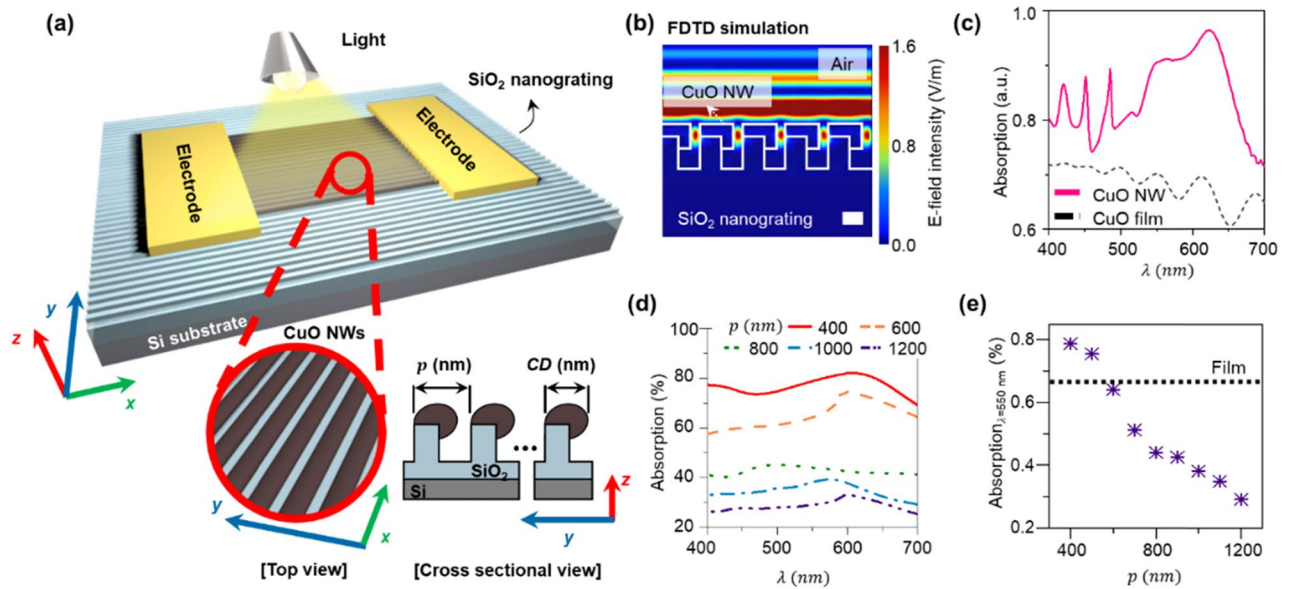 (a)
Light
SiO₂ nanograting
Electrode
Electrode
Si substrate
CuO NWs
z
y
x
y
x
[Top view]
p (nm)
CD (nm)
...
SiO₂
Si
z
y
[Cross sectional view]
(b)
FDTD simulation
Air
CuO NW
SiO₂ nanograting
1.6
0.8
0.0
E-field intensity (V/m)
(c)
1.0
0.8
0.6
Absorption (a.u.)
CuO NW
CuO film
400 500 600 700
λ (nm)
(d)
100
80
60
40
20
Absorption (%)
p (nm) 400 600
800 1000 1200
400 500 600 700
λ (nm)
(e)
0.8
0.6
0.4
0.2
Absorption λ=550 nm (%)
Film
400 800 1200
p (nm)